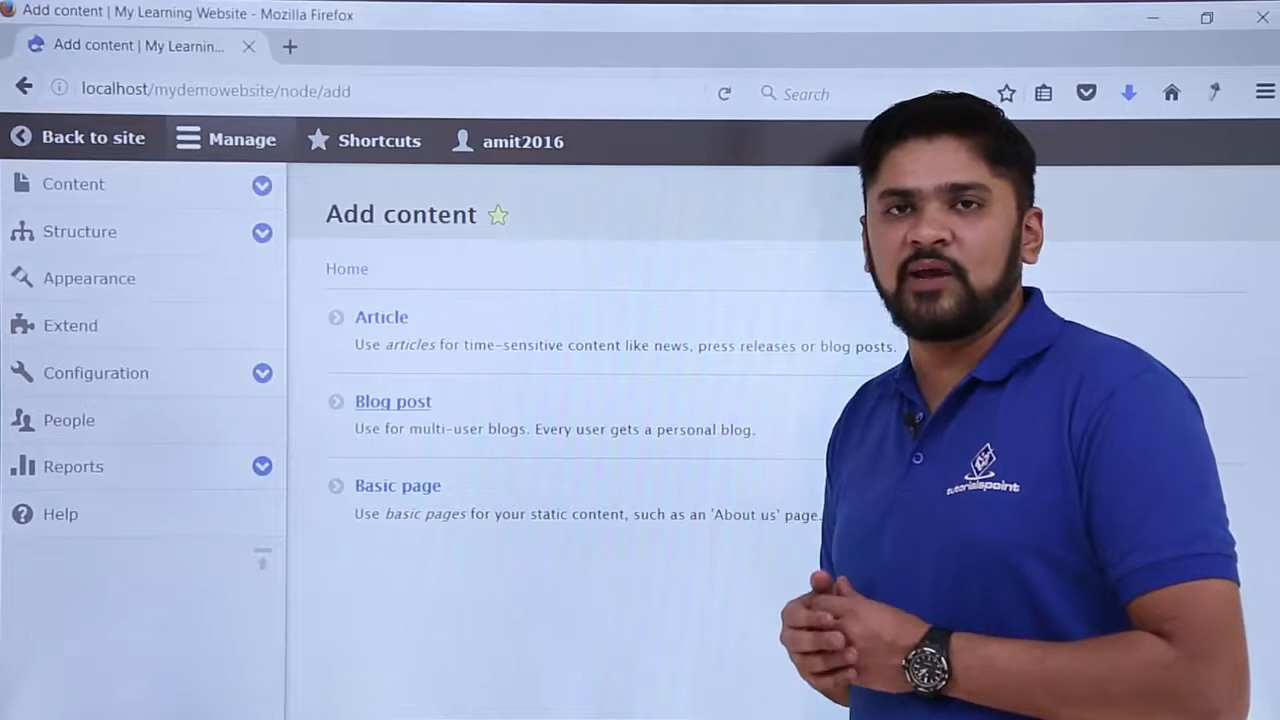 Add content | My Learning Website - Mozilla Firefox
Add content | My Learnin...
localhost/mydemowebsite/node/add
Search
Back to site Manage Shortcuts amit2016
Content
Structure
Appearance
Extend
Configuration
People
Reports
Help
Add content
Home
Article
Use articles for time-sensitive content like news, press releases or blog posts.
Blog post
Use for multi-user blogs. Every user gets a personal blog.
Basic page
Use basic pages for your static content, such as an 'About us' page.
tutorialspoint